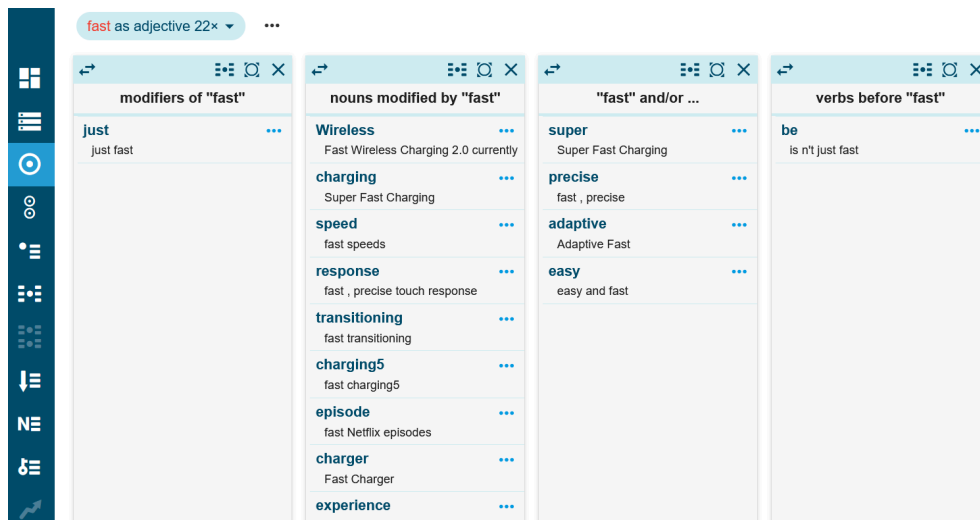 fast as adjective 22×
modifiers of "fast"
just
just fast
nouns modified by "fast"
Wireless
Fast Wireless Charging 2.0 currently
charging
Super Fast Charging
speed
fast speeds
response
fast , precise touch response
transitioning
fast transitioning
charging5
fast charging5
episode
fast Netflix episodes
charger
Fast Charger
experience
"fast" and/or ...
super
Super Fast Charging
precise
fast , precise
adaptive
Adaptive Fast
easy
easy and fast
verbs before "fast"
be
is n't just fast
N